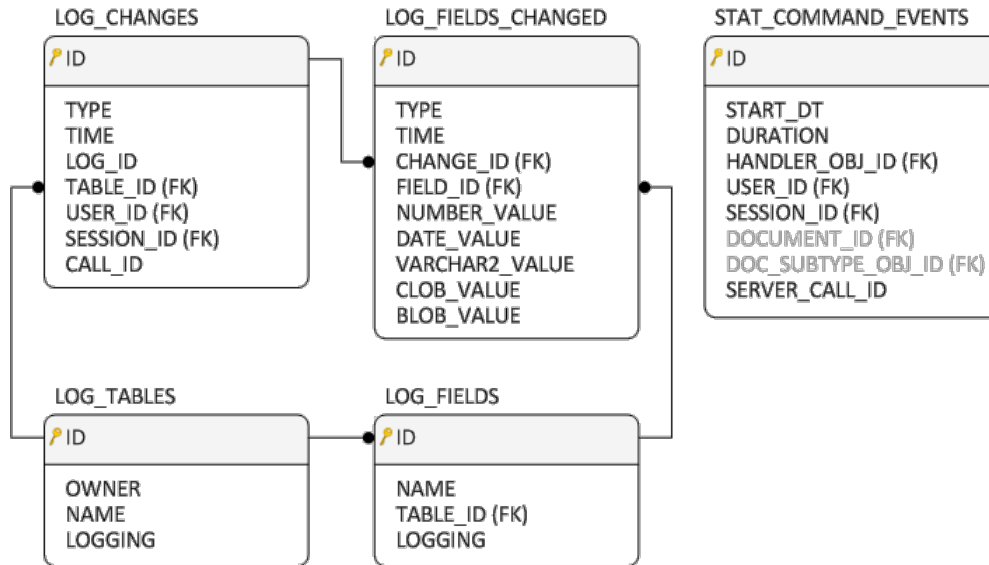 LOG_CHANGES
ID
TYPE
TIME
LOG_ID
TABLE_ID (FK)
USER_ID (FK)
SESSION_ID (FK)
CALL_ID
LOG_FIELDS_CHANGED
ID
TYPE
TIME
CHANGE_ID (FK)
FIELD_ID (FK)
NUMBER_VALUE
DATE_VALUE
VARCHAR2_VALUE
CLOB_VALUE
BLOB_VALUE
STAT_COMMAND_EVENTS
ID
START_DT
DURATION
HANDLER_OBJ_ID (FK)
USER_ID (FK)
SESSION_ID (FK)
DOCUMENT_ID (FK)
DOC_SUBTYPE_OBJ_ID (FK)
SERVER_CALL_ID
LOG_TABLES
ID
OWNER
NAME
LOGGING
LOG_FIELDS
ID
NAME
TABLE_ID (FK)
LOGGING